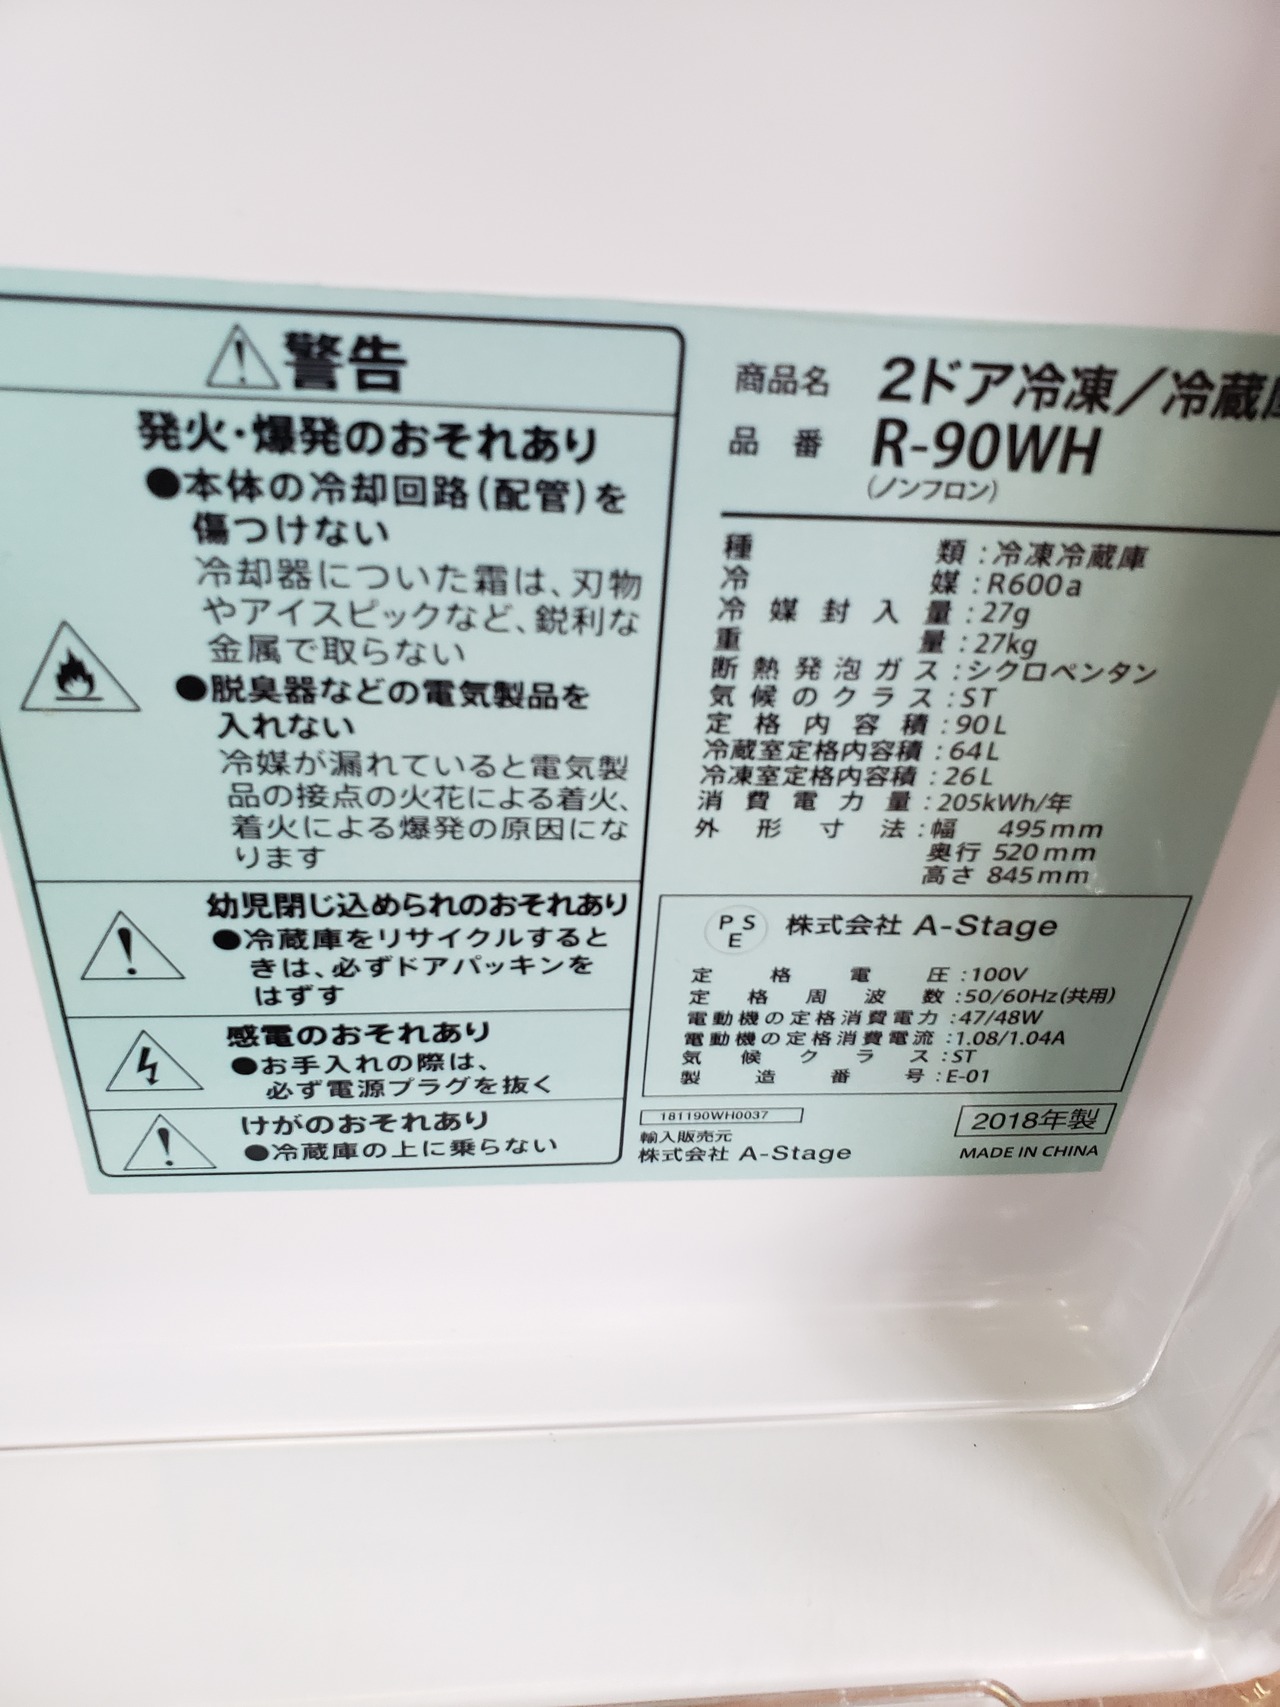 警告
発火・爆発のおそれあり
●本体の冷却回路(配管)を
傷つけない
冷却器についた霜は、刃物
やアイスピックなど、鋭利な
金属で取らない
●脱臭器などの電気製品を
入れない
冷媒が漏れていると電気製
品の接点の火花による着火、
着火による爆発の原因にな
ります
幼児閉じ込められのおそれあり
●冷蔵庫をリサイクルすると
きは、必ずドアパッキンを
はずす
感電のおそれあり
●お手入れの際は、
必ず電源プラグを抜く
けがのおそれあり
●冷蔵庫の上に乗らない
商品名 2ドア冷凍/冷蔵庫
品番 R-90WH
(ノンフロン)
種類:冷凍冷蔵庫
冷媒:R600a
冷媒封入量:27g
重量:27kg
断熱発泡ガス:シクロペンタン
気候のクラス:ST
定格内容積:90L
冷蔵室定格内容積:64L
冷凍室定格内容積:26L
消費電力量:205kWh/年
外形寸法:幅 495mm
奥行 520mm
高さ 845mm
PSE 株式会社 A-Stage
定格電圧:100V
定格周波数:50/60Hz(共用)
電動機の定格消費電力:47/48W
電動機の定格消費電流:1.08/1.04A
気候クラス:ST
製造番号:E-01
181190WH0037
輸入販売元
株式会社 A-Stage
2018年製
MADE IN CHINA